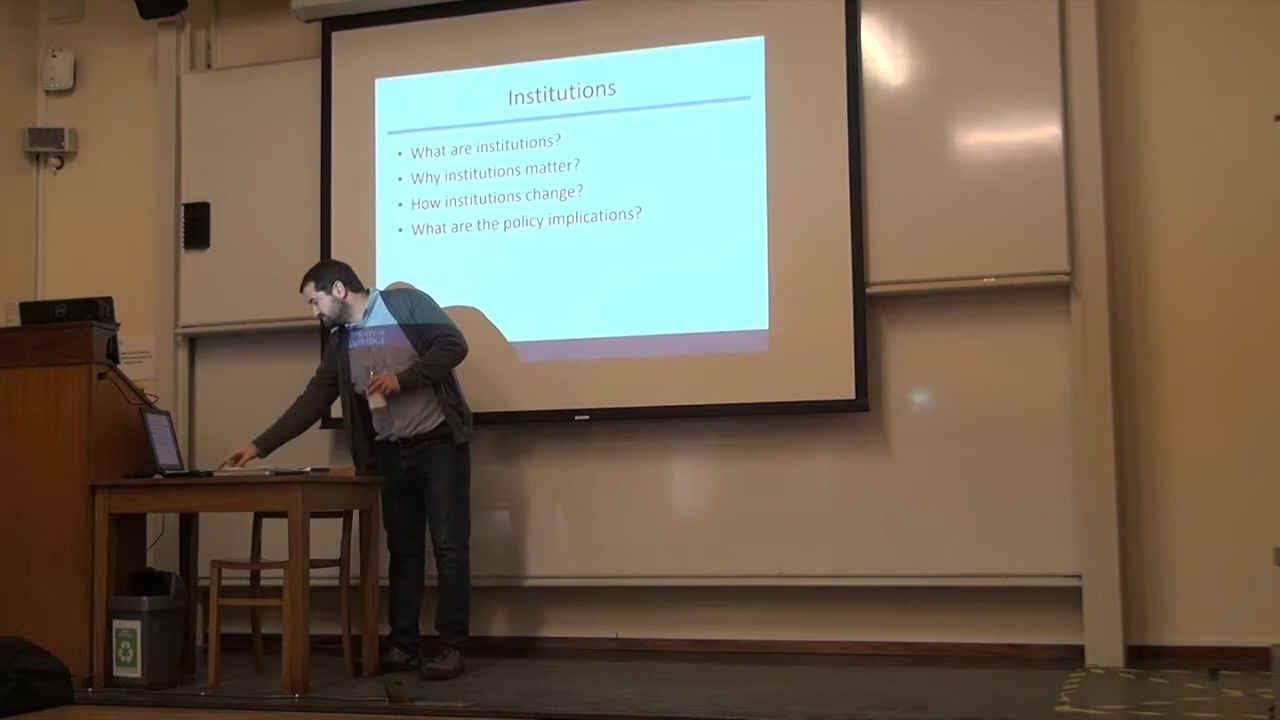 Institutions
• What are institutions?
• Why institutions matter?
• How institutions change?
• What are the policy implications?